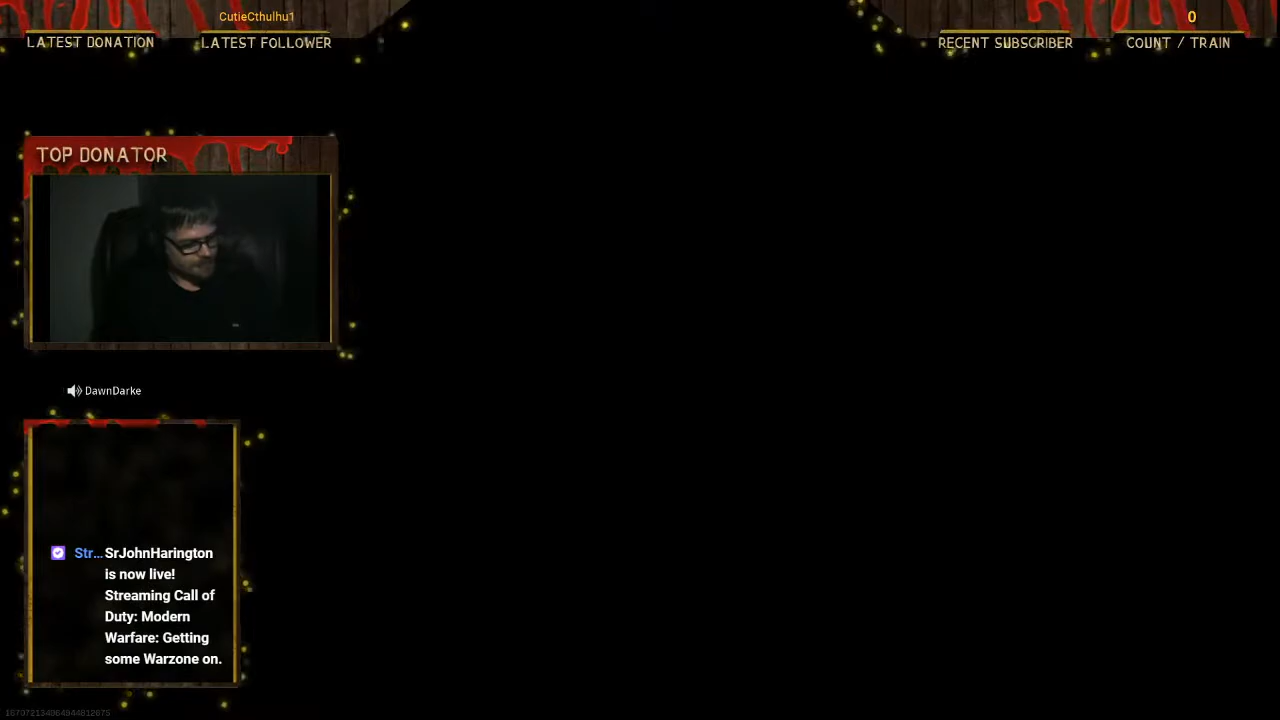 CutieCthulhu1
0
LATEST DONATION
LATEST FOLLOWER
RECENT SUBSCRIBER
COUNT / TRAIN
TOP DONATOR
DawnDarke
Str... SrJohnHarington
is now live!
Streaming Call of
Duty: Modern
Warfare: Getting
some Warzone on.